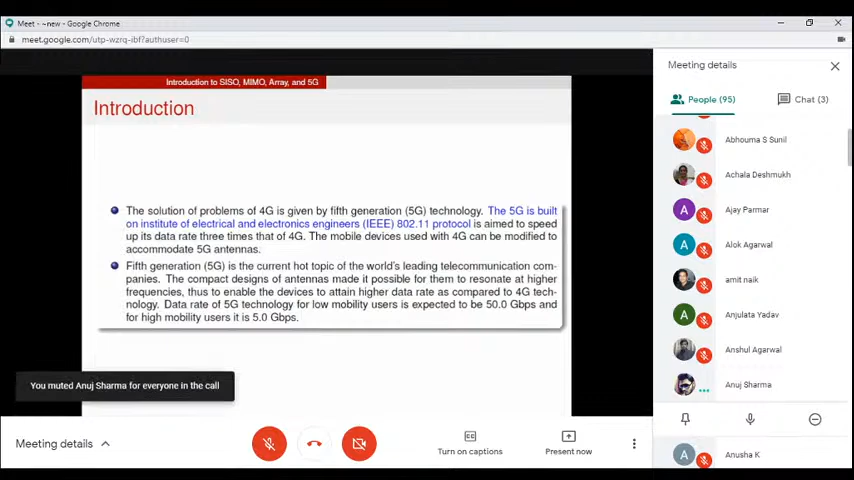 Meet - ~new - Google Chrome
meet.google.com/utp-wzrq-ibf?authuser=0
Introduction to SISO, MIMO, Array, and 5G
Introduction
The solution of problems of 4G is given by fifth generation (5G) technology. The 5G is built
on institute of electrical and electronics engineers (IEEE) 802.11 protocol is aimed to speed
up its data rate three times that of 4G. The mobile devices used with 4G can be modified to
accommodate 5G antennas.
Fifth generation (5G) is the current hot topic of the world's leading telecommunication com-
panies. The compact designs of antennas made it possible for them to resonate at higher
frequencies, thus to enable the devices to attain higher data rate as compared to 4G tech-
nology. Data rate of 5G technology for low mobility users is expected to be 50.0 Gbps and
for high mobility users it is 5.0 Gbps.
You muted Anuj Sharma for everyone in the call
Meeting details
CC
Turn on captions
Present now
Meeting details
People (95)
Chat (3)
Abhouma S Sunil
Achala Deshmukh
A
Ajay Parmar
A
Alok Agarwal
amit naik
A
Anjulata Yadav
Anshul Agarwal
Anuj Sharma
A
Anusha K